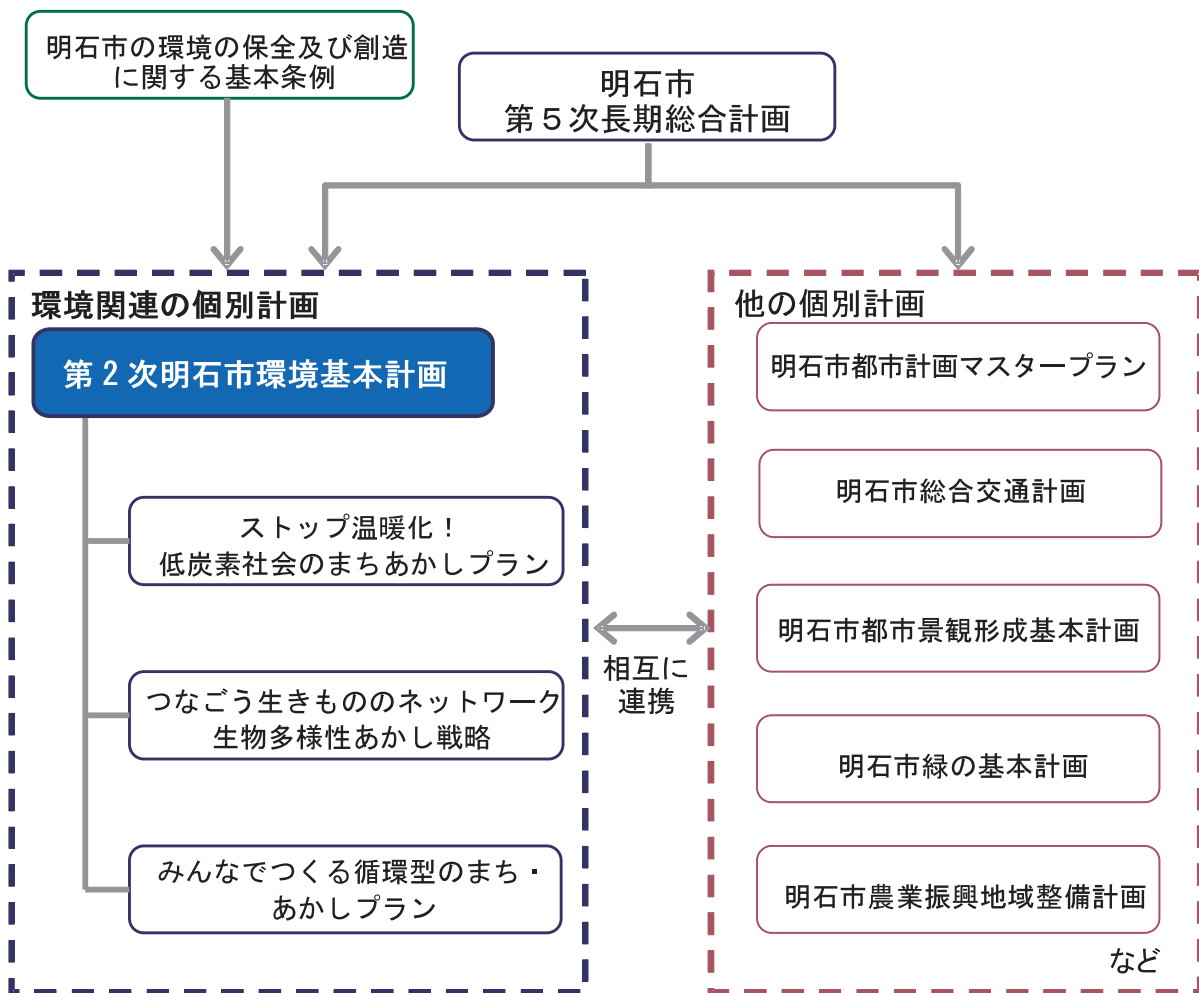 明石市の環境の保全及び創造
に関する基本条例
明石市
第５次長期総合計画
環境関連の個別計画
第２次明石市環境基本計画
ストップ温暖化！
低炭素社会のまちあかしプラン
つなごう生きもののネットワーク
生物多様性あかし戦略
みんなでつくる循環型のまち・
あかしプラン
相互に
連携
他の個別計画
明石市都市計画マスタープラン
明石市総合交通計画
明石市都市景観形成基本計画
明石市緑の基本計画
明石市農業振興地域整備計画
など